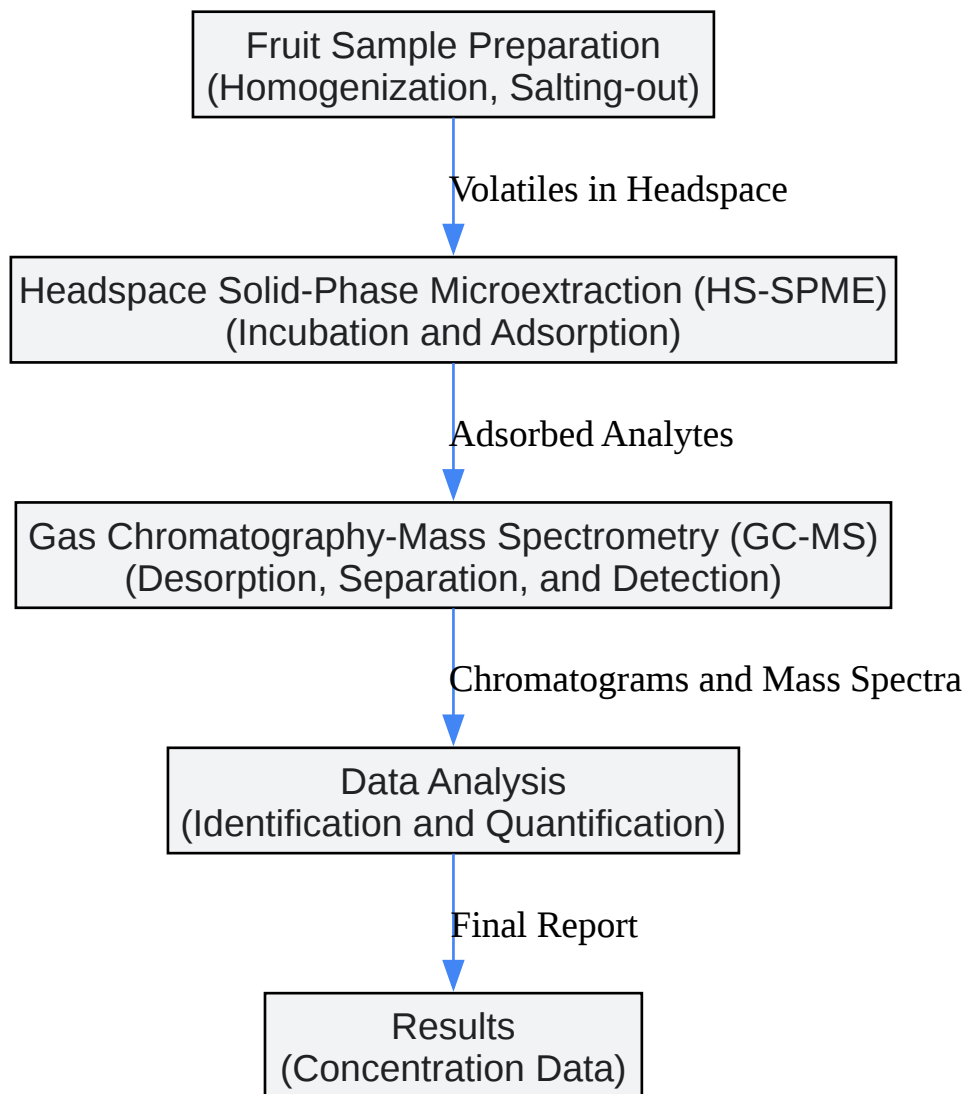 Fruit Sample Preparation
(Homogenization, Salting-out)
Volatiles in Headspace
Headspace Solid-Phase Microextraction (HS-SPME)
(Incubation and Adsorption)
Adsorbed Analytes
Gas Chromatography-Mass Spectrometry (GC-MS)
(Desorption, Separation, and Detection)
Chromatograms and Mass Spectra
Data Analysis
(Identification and Quantification)
Final Report
Results
(Concentration Data)